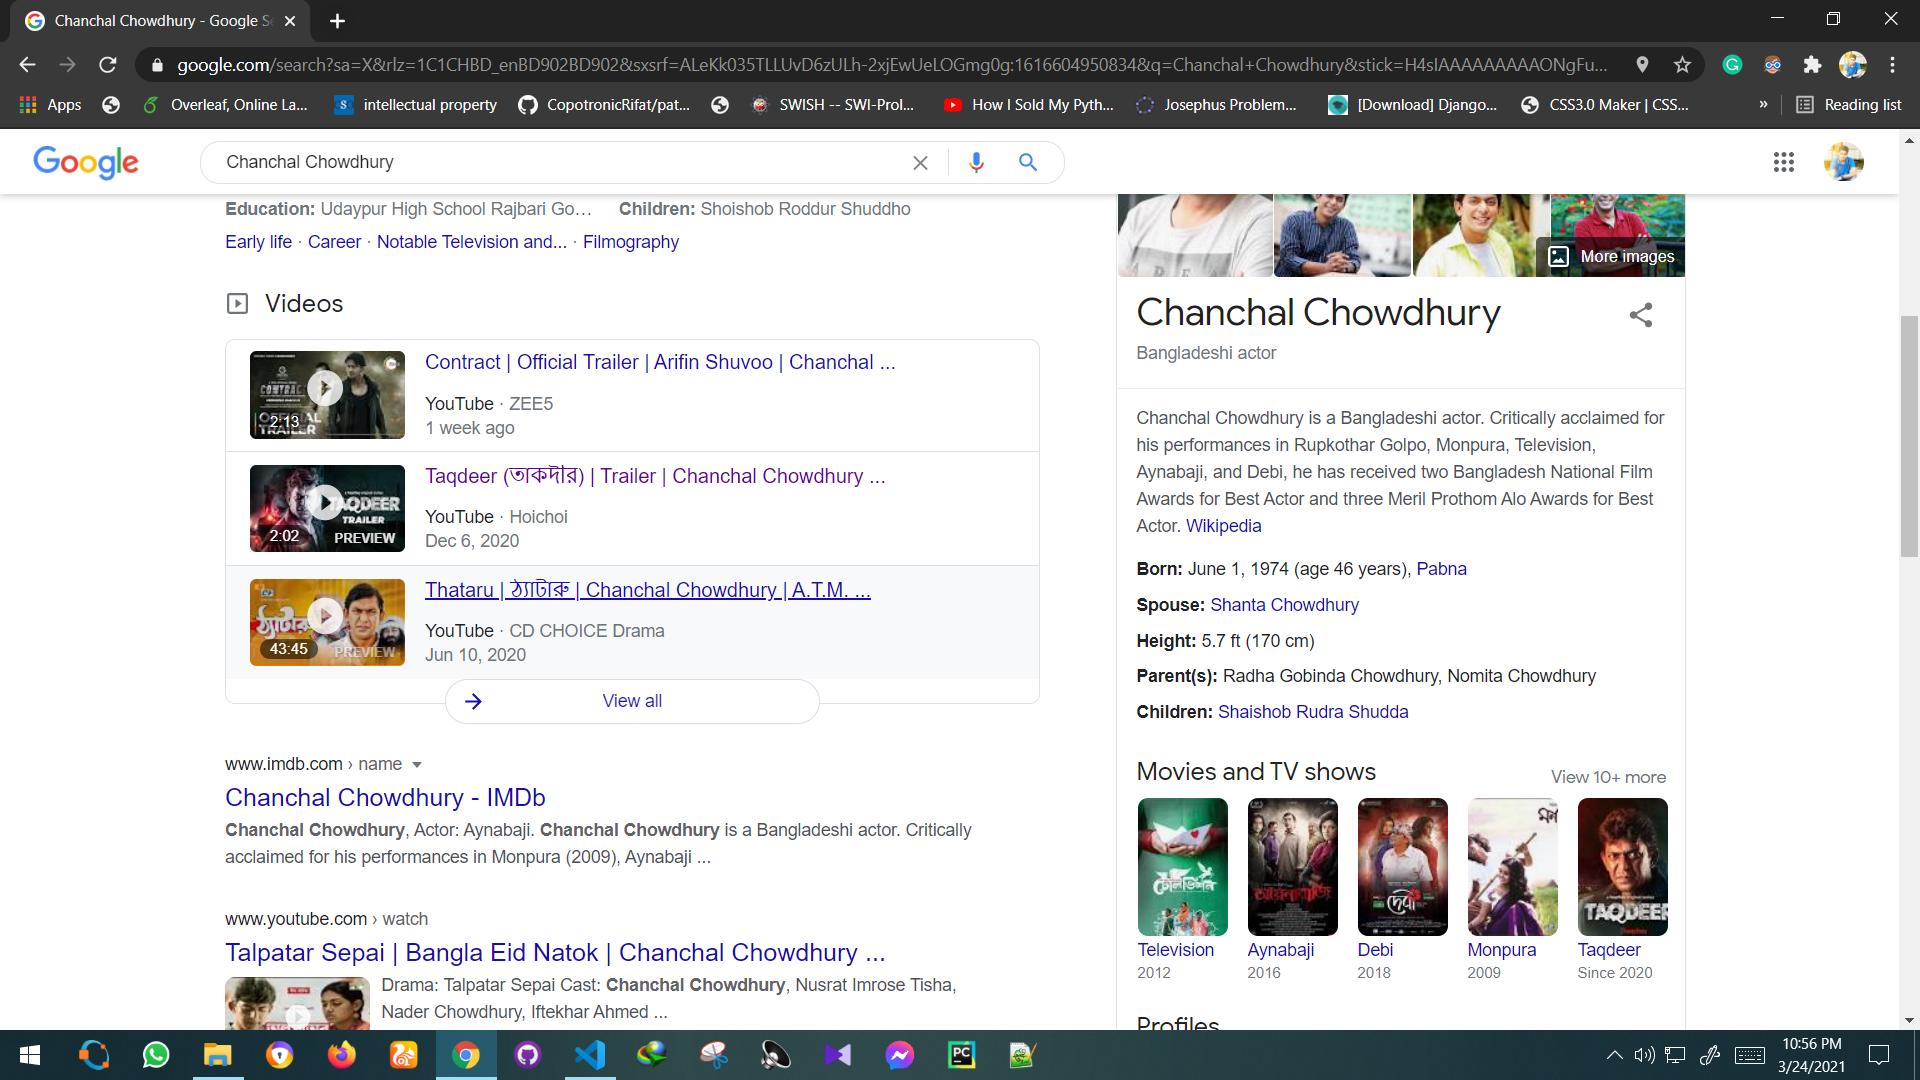 Chanchal Chowdhury - Google Se
google.com/search?sa=X&rlz=1C1CHBD_enBD902BD902&sxsrf=ALeKk035TLLUvD6zULh-2xjEwUeLOGmg0g:1616604950834&q=Chanchal+Chowdhury&stick=H4sIAAAAAAAAAONgFu...
Apps Overleaf, Online La... intellectual property CopotronicRifat/pat... SWISH -- SWI-Prol... How I Sold My Pyth... Josephus Problem... [Download] Django... CSS3.0 Maker | CSS... » Reading list
Google
Chanchal Chowdhury
Education: Udaypur High School Rajbari Go... Children: Shoishob Roddur Shuddho
Early life · Career · Notable Television and... · Filmography
Videos
CONTRACT
OFFICIAL
TRAILER
2:13
Contract | Official Trailer | Arifin Shuvoo | Chanchal ...
YouTube · ZEE5
1 week ago
TAQDEER
TRAILER
2:02 PREVIEW
Taqdeer (তাকদীর) | Trailer | Chanchal Chowdhury ...
YouTube · Hoichoi
Dec 6, 2020
ঠ্যাটারু
43:45 PREVIEW
Thataru | ঠ্যাটারু | Chanchal Chowdhury | A.T.M. ...
YouTube · CD CHOICE Drama
Jun 10, 2020
View all
www.imdb.com › name
Chanchal Chowdhury - IMDb
Chanchal Chowdhury, Actor: Aynabaji. Chanchal Chowdhury is a Bangladeshi actor. Critically
acclaimed for his performances in Monpura (2009), Aynabaji ...
www.youtube.com › watch
Talpatar Sepai | Bangla Eid Natok | Chanchal Chowdhury ...
Drama: Talpatar Sepai Cast: Chanchal Chowdhury, Nusrat Imrose Tisha,
Nader Chowdhury, Iftekhar Ahmed ...
More images
Chanchal Chowdhury
Bangladeshi actor
Chanchal Chowdhury is a Bangladeshi actor. Critically acclaimed for
his performances in Rupkothar Golpo, Monpura, Television,
Aynabaji, and Debi, he has received two Bangladesh National Film
Awards for Best Actor and three Meril Prothom Alo Awards for Best
Actor. Wikipedia
Born: June 1, 1974 (age 46 years), Pabna
Spouse: Shanta Chowdhury
Height: 5.7 ft (170 cm)
Parent(s): Radha Gobinda Chowdhury, Nomita Chowdhury
Children: Shaishob Rudra Shudda
Movies and TV shows View 10+ more
টেলিভিশন আয়নাবাজি দেবী TAQDEER
Television Aynabaji Debi Monpura Taqdeer
2012 2016 2018 2009 Since 2020
Profiles
PC
10:56 PM
3/24/2021